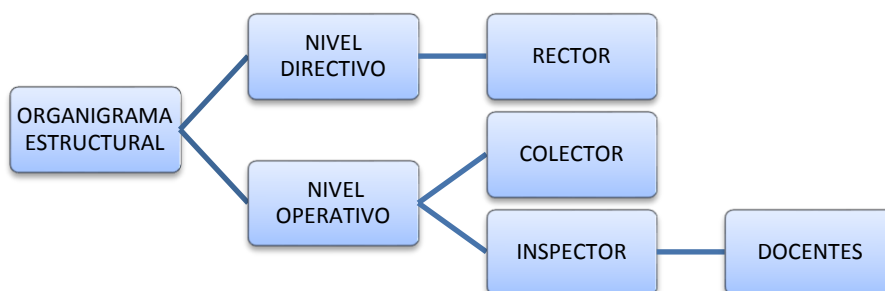 NIVEL
DIRECTIVO
RECTOR
ORGANIGRAMA
ESTRUCTURAL
COLECTOR
NIVEL
OPERATIVO
INSPECTOR
DOCENTES